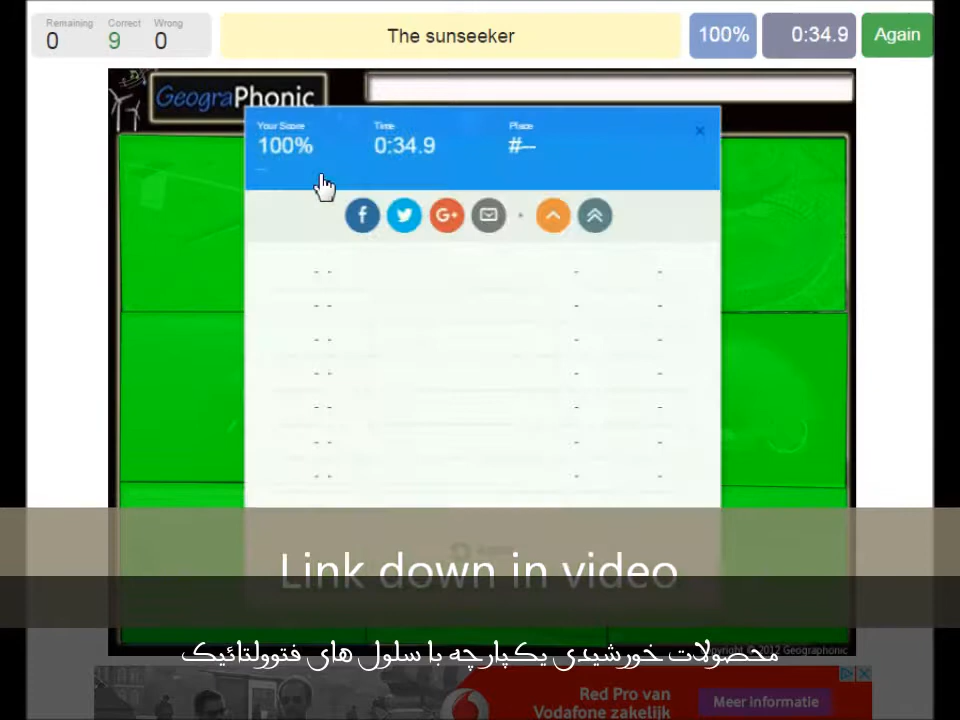 Remaining Correct Wrong
0 9 0
The sunseeker
100%
0:34.9
Again
GeograPhonic
Your Score Time Place
100% 0:34.9 #--
Link down in video
محصولات خورشیدی یکپارچه با سلول های فتوولتائیک
© 2012 Geographonic
Red Pro van
Vodafone zakelijk
Meer informatie